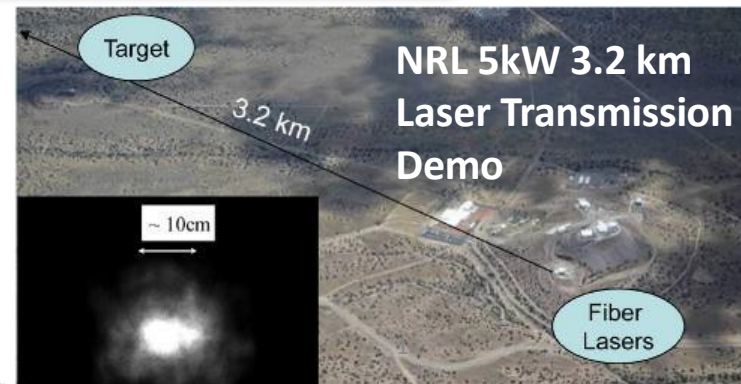 Target
NRL 5kW 3.2 km
Laser Transmission
Demo
3.2 km
~ 10cm
Fiber
Lasers